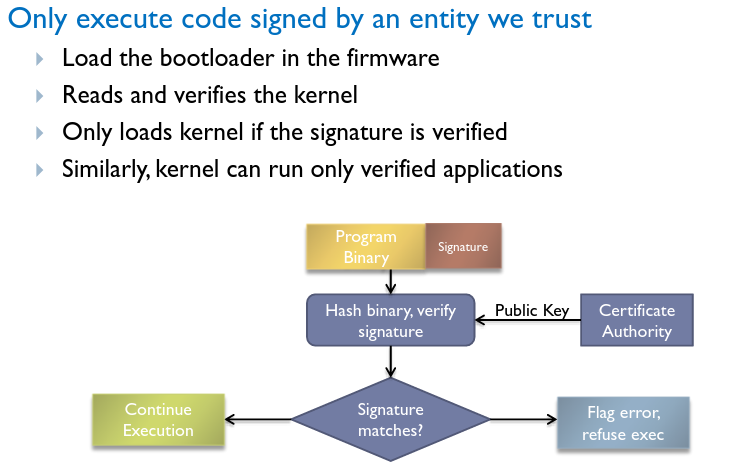 Only execute code signed by an entity we trust
Load the bootloader in the firmware
Reads and verifies the kernel
Only loads kernel if the signature is verified
Similarly, kernel can run only verified applications
Program
Binary
Signature
Hash binary, verify
signature
Public Key
Certificate
Authority
Signature
matches?
Continue
Execution
Flag error,
refuse exec